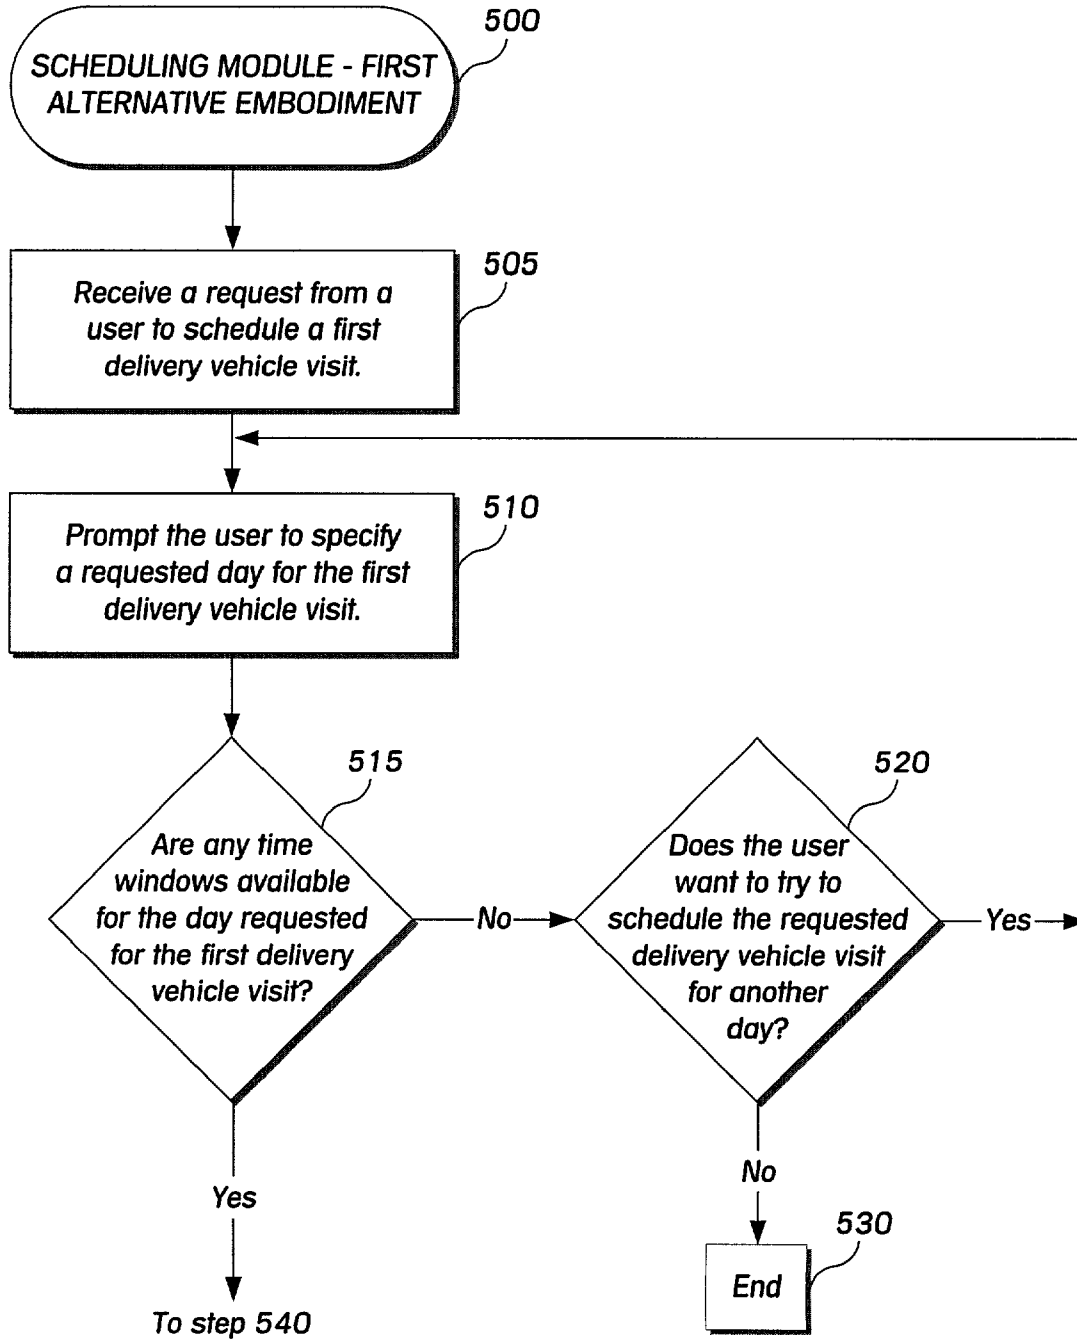 500
SCHEDULING MODULE - FIRST
ALTERNATIVE EMBODIMENT
505
Receive a request from a
user to schedule a first
delivery vehicle visit.
510
Prompt the user to specify
a requested day for the first
delivery vehicle visit.
515
Are any time
windows available
for the day requested
for the first delivery
vehicle visit?
No
520
Does the user
want to try to
schedule the requested
delivery vehicle visit
for another
day?
Yes
No
530
End
Yes
To step 540